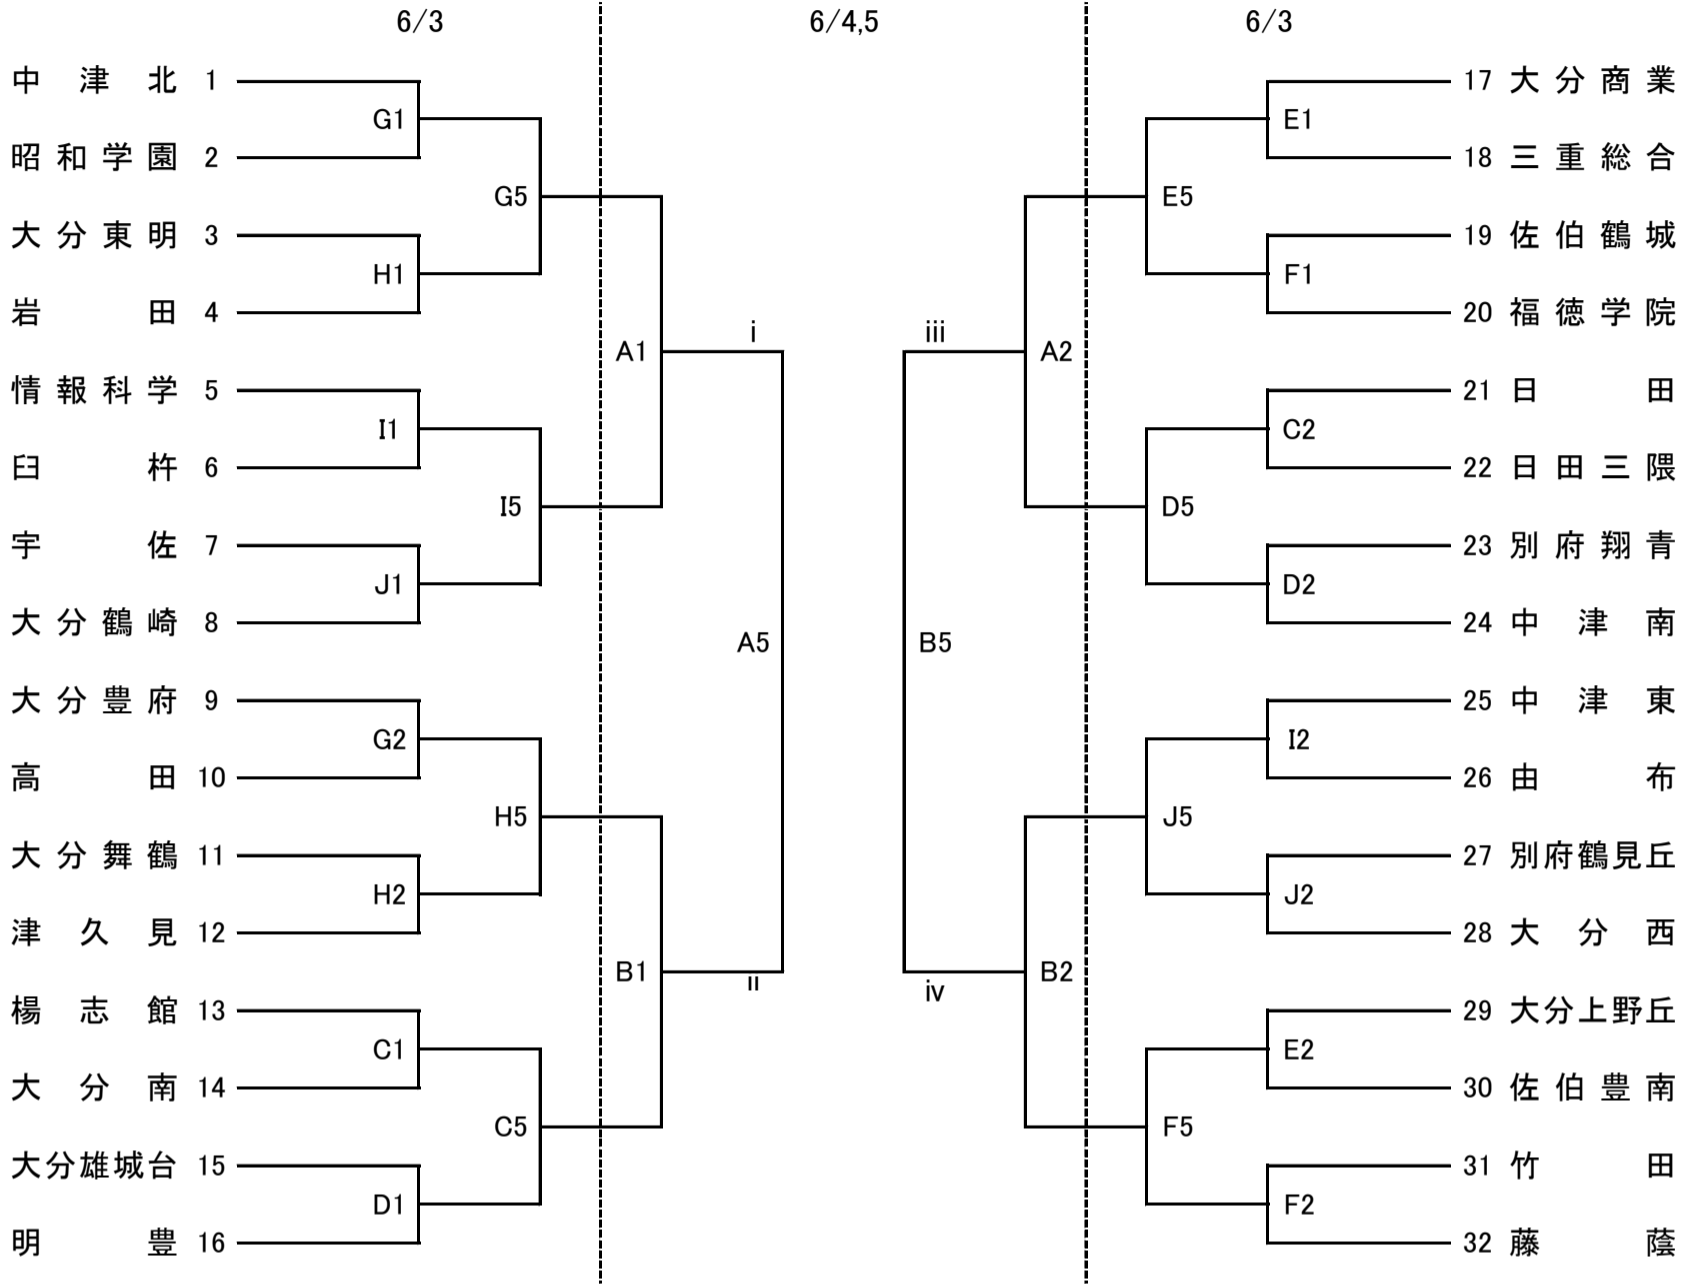 6/3 6/4,5 6/3
中津北 1 17 大分商業
G1 E1
昭和学園 2 18 三重総合
G5 E5
大分東明 3 19 佐伯鶴城
H1 F1
岩田 4 20 福徳学院
i iii
A1 A2
情報科学 5 21 日田
I1 C2
臼杵 6 22 日田三隈
I5 D5
宇佐 7 23 別府翔青
J1 D2
大分鶴崎 8 24 中津南
A5 B5
大分豊府 9 25 中津東
G2 I2
高田 10 26 由布
H5 J5
大分舞鶴 11 27 別府鶴見丘
H2 J2
津久見 12 28 大分西
B1 B2
ii iv
楊志館 13 29 大分上野丘
C1 E2
大分南 14 30 佐伯豊南
C5 F5
大分雄城台 15 31 竹田
D1 F2
明豊 16 32 藤蔭